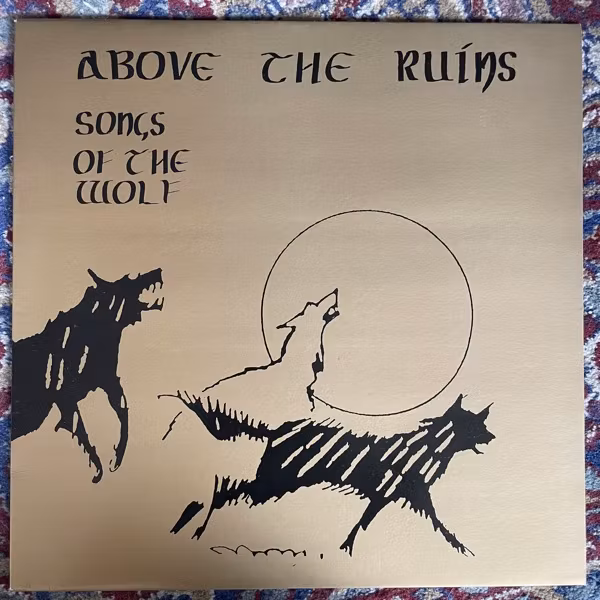 ABOVE THE RUINS
SONGS
OF THE
WOLF